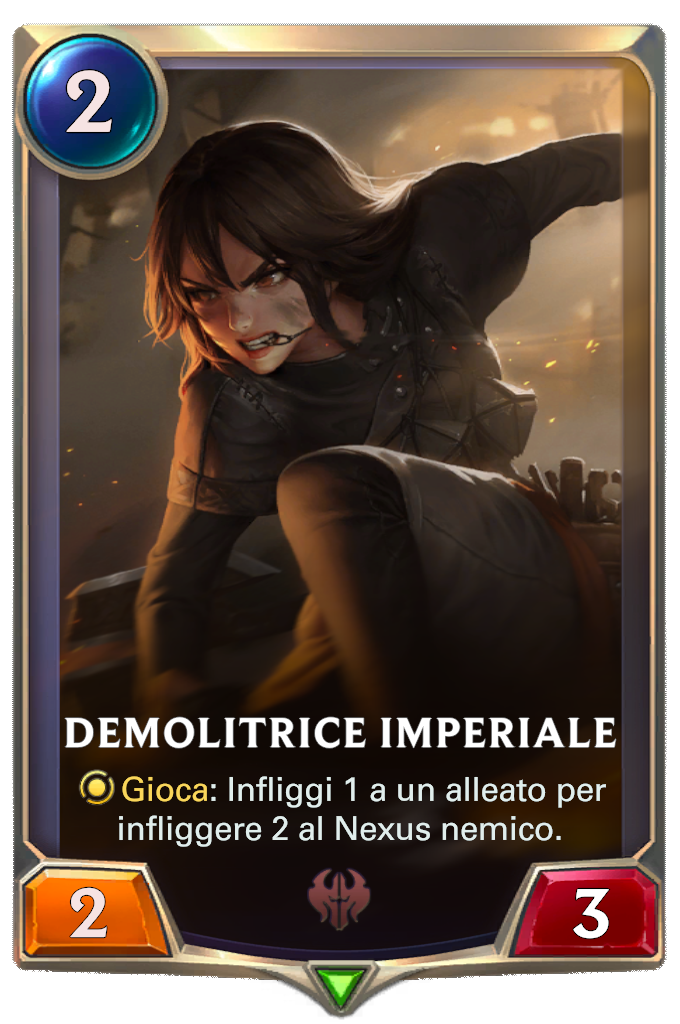 2
DEMOLITRICE IMPERIALE
Gioca: Infliggi 1 a un alleato per
infliggere 2 al Nexus nemico.
2
3